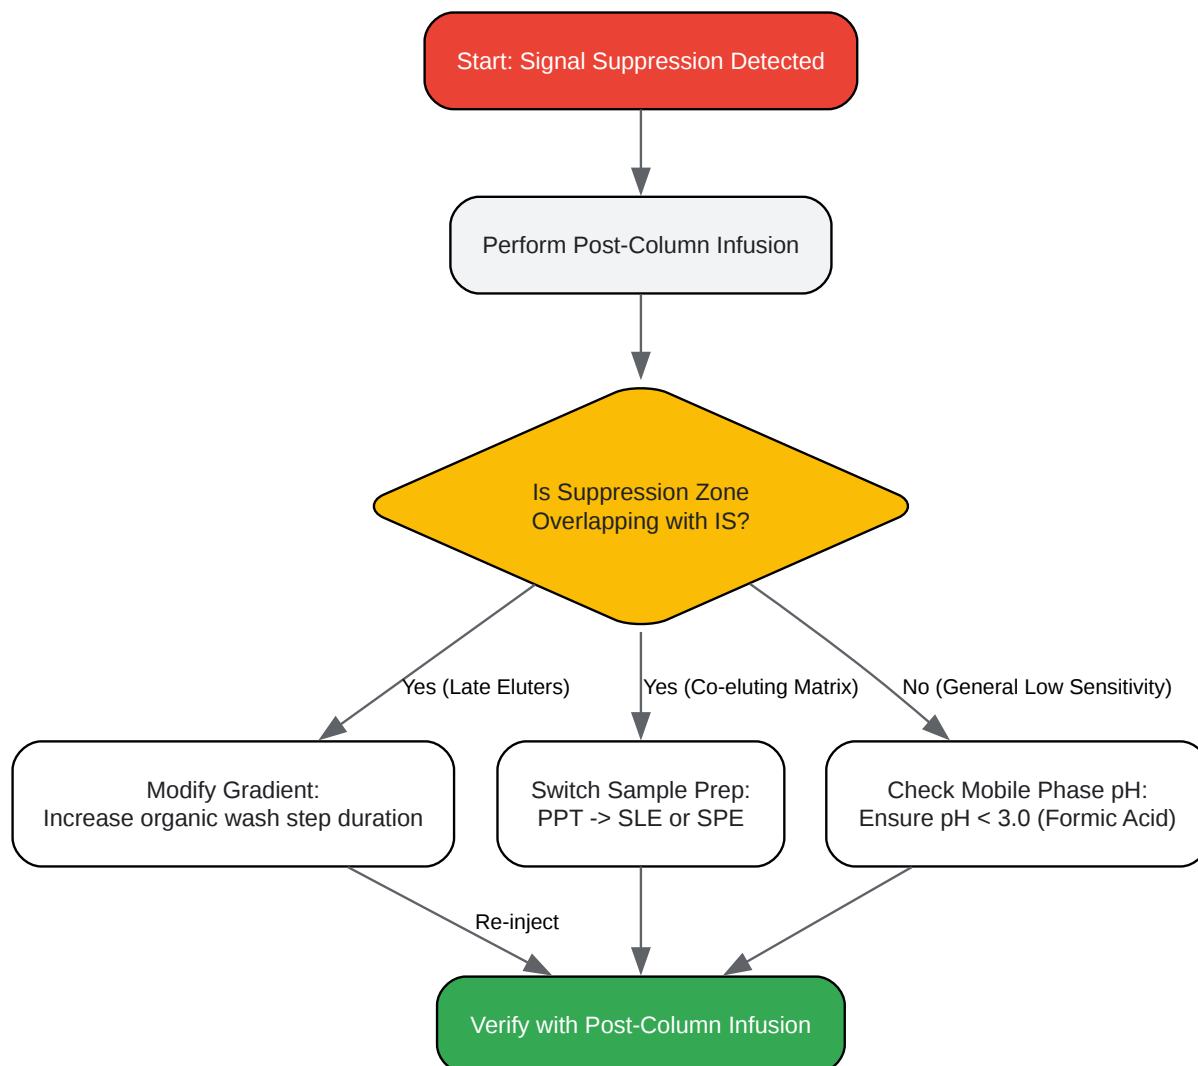 Start: Signal Suppression Detected
Perform Post-Column Infusion
Is Suppression Zone
Overlapping with IS?
Yes (Late Eluters)
Yes (Co-eluting Matrix)
No (General Low Sensitivity)
Modify Gradient:
Increase organic wash step duration
Switch Sample Prep:
PPT -> SLE or SPE
Check Mobile Phase pH:
Ensure pH < 3.0 (Formic Acid)
Re-inject
Verify with Post-Column Infusion